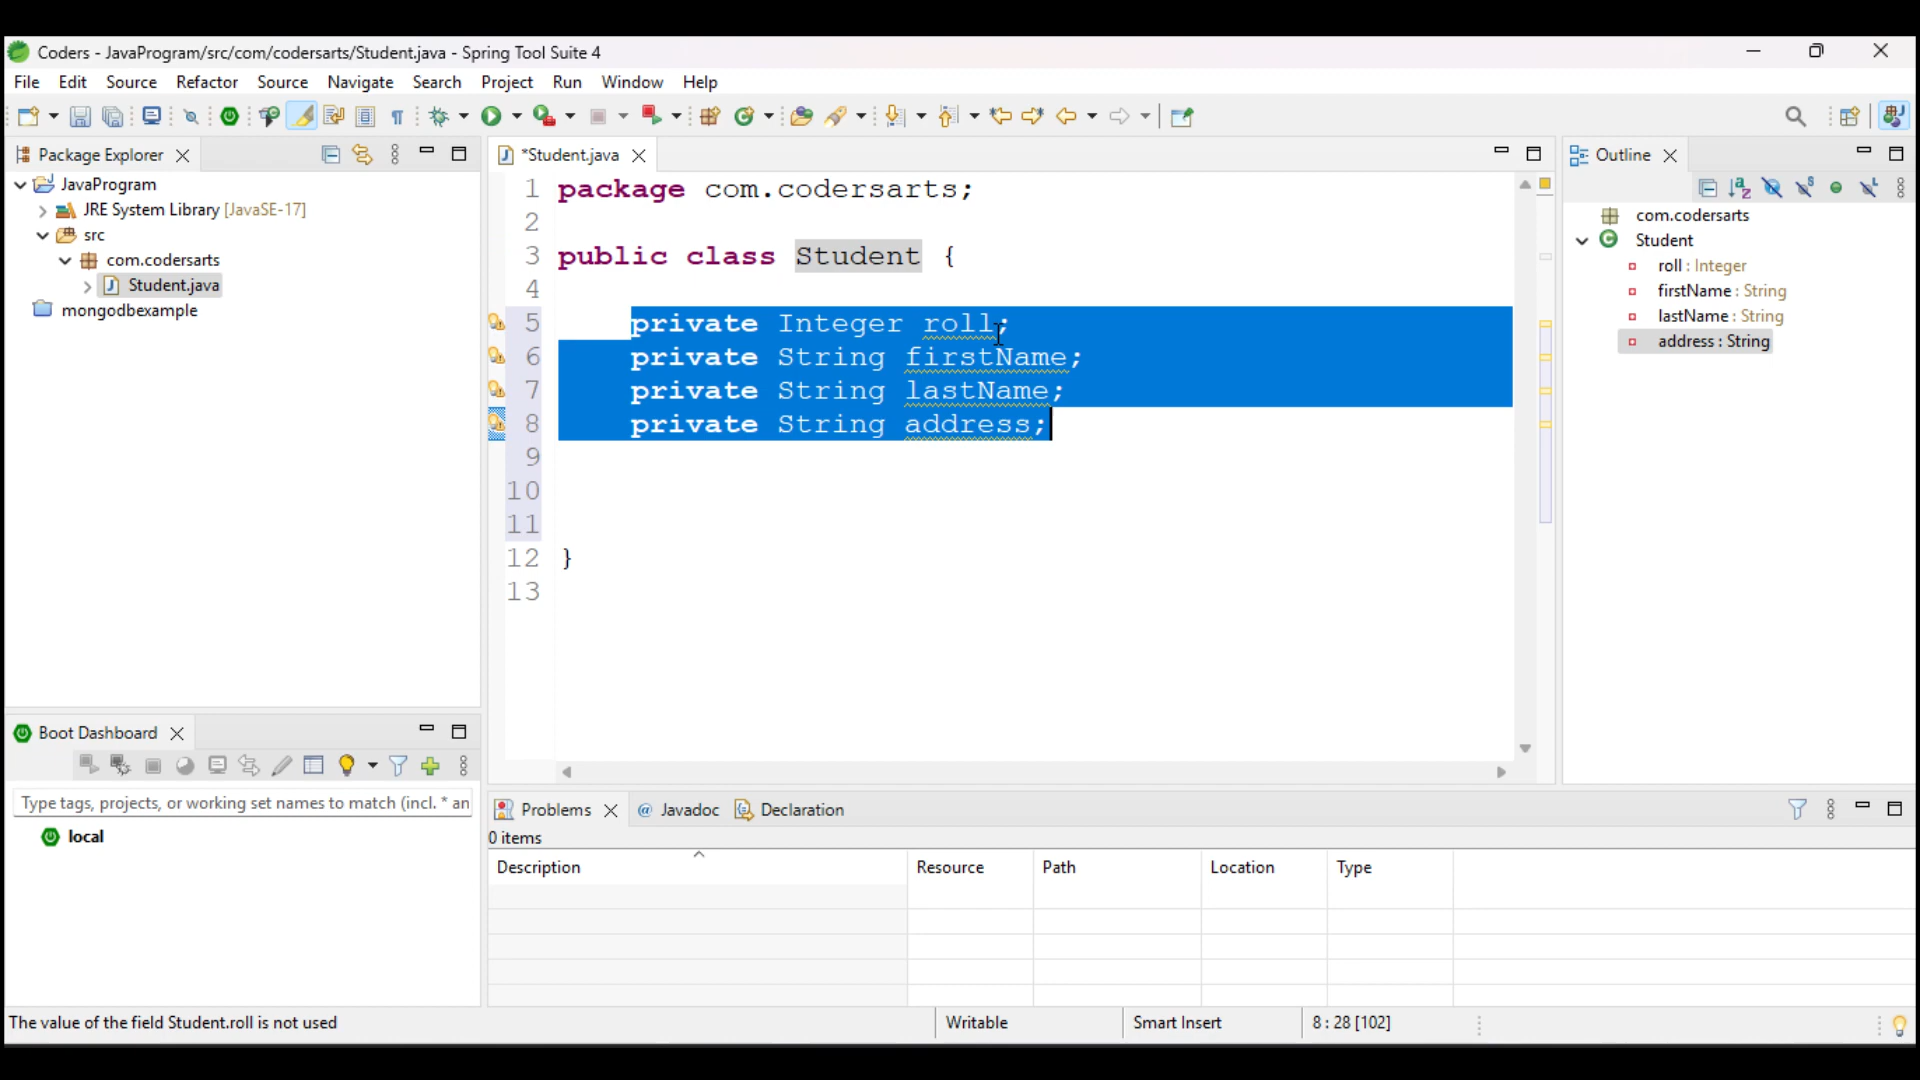 Coders - JavaProgram/src/com/codersarts/Student.java - Spring Tool Suite 4
File Edit Source Refactor Source Navigate Search Project Run Window Help
Package Explorer
JavaProgram
JRE System Library [JavaSE-17]
src
com.codersarts
Student.java
mongodbexample
*Student.java
1 package com.codersarts;
2
3 public class Student {
4
5 private Integer roll;
6 private String firstName;
7 private String lastName;
8 private String address;
9
10
11
12 }
13
Outline
com.codersarts
Student
roll : Integer
firstName : String
lastName : String
address : String
Boot Dashboard
Type tags, projects, or working set names to match (incl. * an
local
Problems @ Javadoc Declaration
0 items
Description Resource Path Location Type
The value of the field Student.roll is not used Writable Smart Insert 8 : 28 [102]